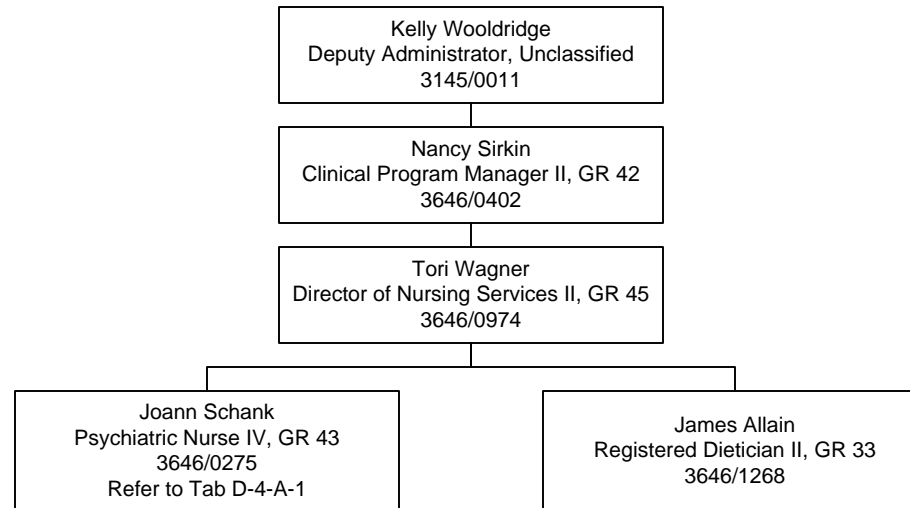 Kelly Wooldridge
Deputy Administrator, Unclassified
3145/0011
Nancy Sirkin
Clinical Program Manager II, GR 42
3646/0402
Tori Wagner
Director of Nursing Services II, GR 45
3646/0974
Joann Schank
Psychiatric Nurse IV, GR 43
3646/0275
Refer to Tab D-4-A-1
James Allain
Registered Dietician II, GR 33
3646/1268